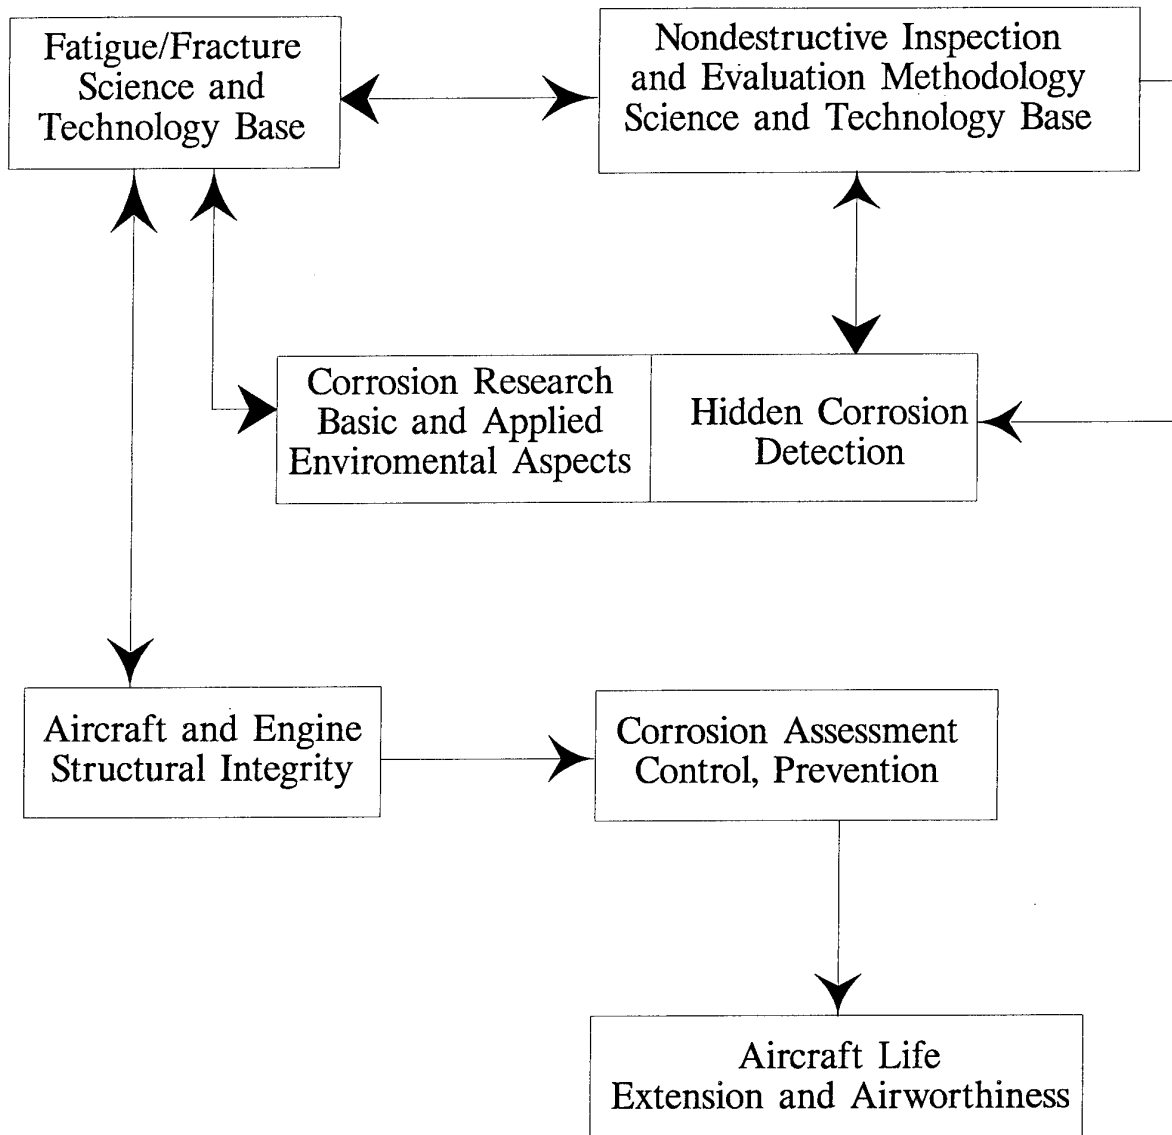 Fatigue/Fracture
Science and
Technology Base
Nondestructive Inspection
and Evaluation Methodology
Science and Technology Base
Corrosion Research
Basic and Applied
Enviromental Aspects
Hidden Corrosion
Detection
Aircraft and Engine
Structural Integrity
Corrosion Assessment
Control, Prevention
Aircraft Life
Extension and Airworthiness